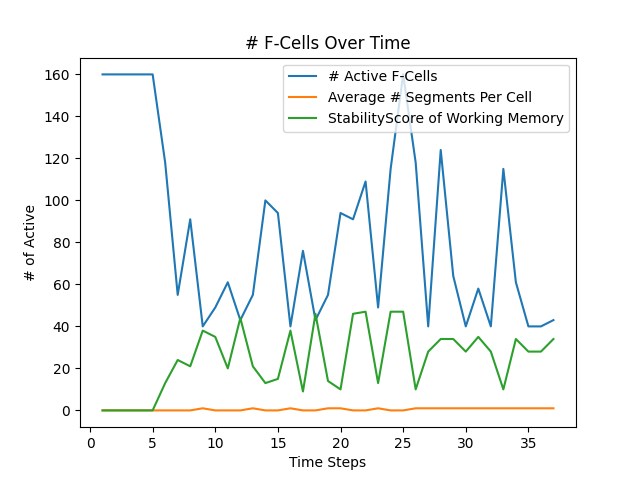 # F-Cells Over Time
# Active F-Cells
Average # Segments Per Cell
StabilityScore of Working Memory
# of Active
160
140
120
100
80
60
40
20
0
0 5 10 15 20 25 30 35
Time Steps